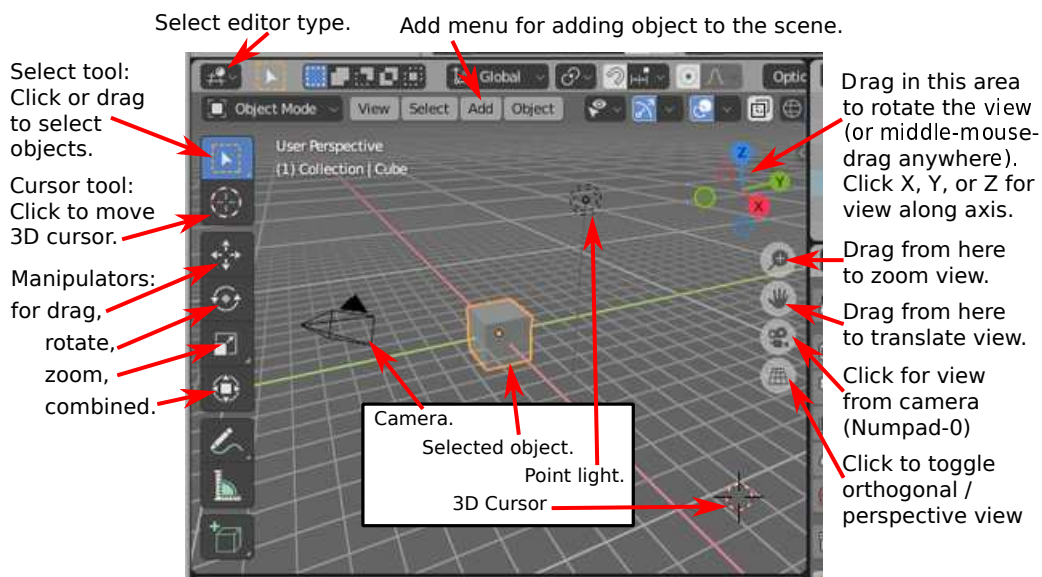 Select editor type.
Add menu for adding object to the scene.
Select tool:
Click or drag
to select
objects.
Cursor tool:
Click to move
3D cursor.
Manipulators:
for drag,
rotate,
zoom,
combined.
Global
Optic
Object Mode
View
Select
Add
Object
User Perspective
(1) Collection | Cube
Z
Y
X
Camera.
Selected object.
Point light.
3D Cursor
Drag in this area
to rotate the view
(or middle-mouse-
drag anywhere).
Click X, Y, or Z for
view along axis.
Drag from here
to zoom view.
Drag from here
to translate view.
Click for view
from camera
(Numpad-0)
Click to toggle
orthogonal /
perspective view